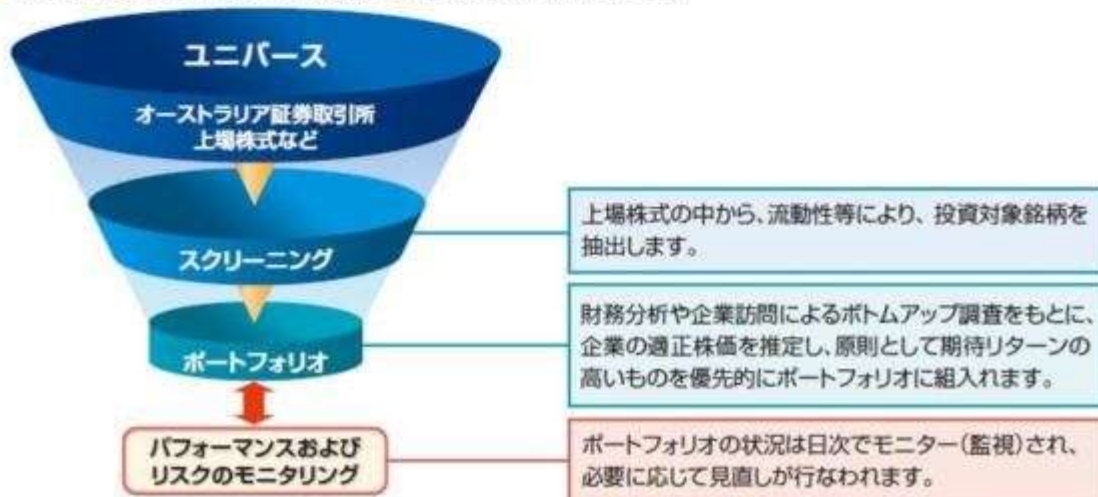 ユニバース
オーストラリア証券取引所
上場株式など
スクリーニング
上場株式の中から、流動性等により、投資対象銘柄を
抽出します。
ポートフォリオ
財務分析や企業訪問によるボトムアップ調査をもとに、
企業の適正株価を推定し、原則として期待リターンの
高いものを優先的にポートフォリオに組入れます。
パフォーマンスおよび
リスクのモニタリング
ポートフォリオの状況は日次でモニター(監視)され、
必要に応じて見直しが行なわれます。